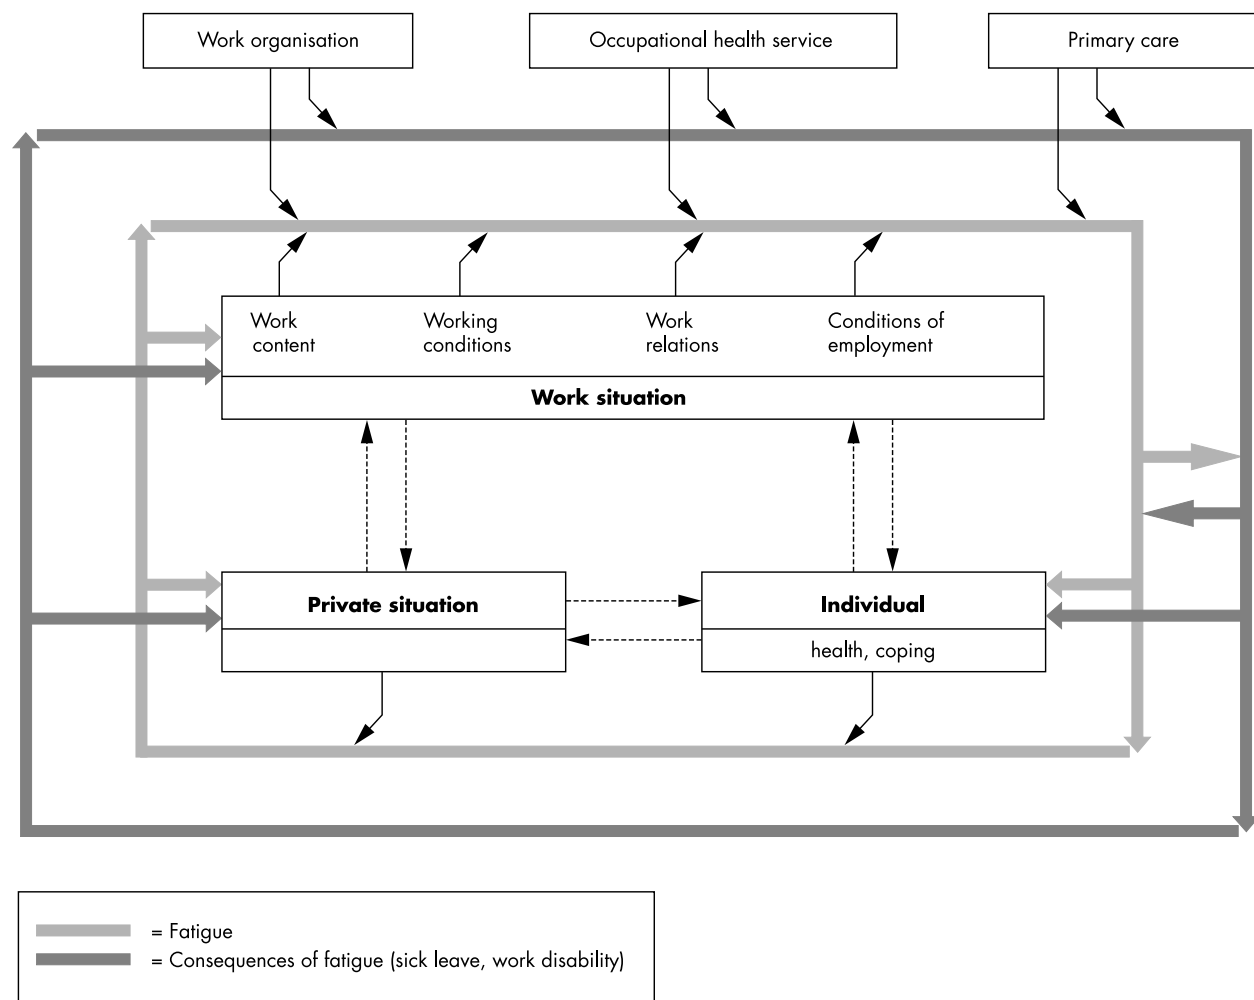 Work organisation
Occupational health service
Primary care
Work
content
Working
conditions
Work
relations
Conditions of
employment
Work situation
Private situation
Individual
health, coping
= Fatigue
= Consequences of fatigue (sick leave, work disability)